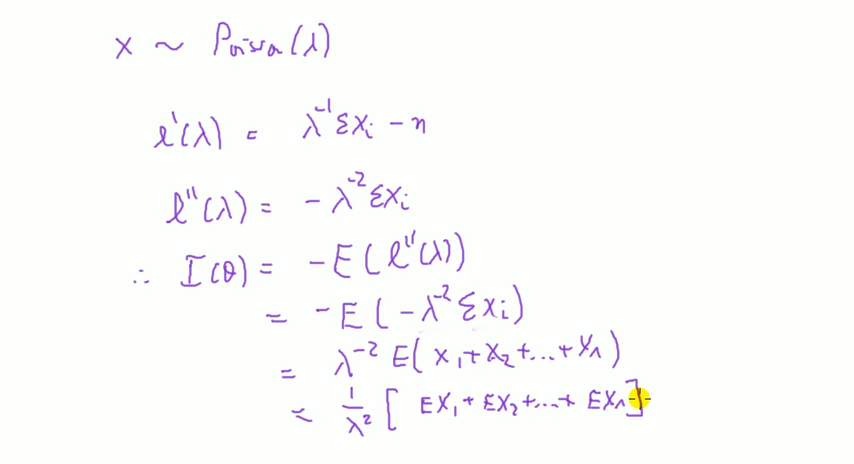 X ~ Poisson(λ)
l'(λ) = λ⁻¹ Σxᵢ - n
l''(λ) = -λ⁻² Σxᵢ
∴ I(θ) = -E(l''(λ))
= -E(-λ⁻² Σxᵢ)
= λ⁻² E(x₁+x₂+...+xₙ)
= 1/λ² [EX₁+EX₂+...+EXₙ]